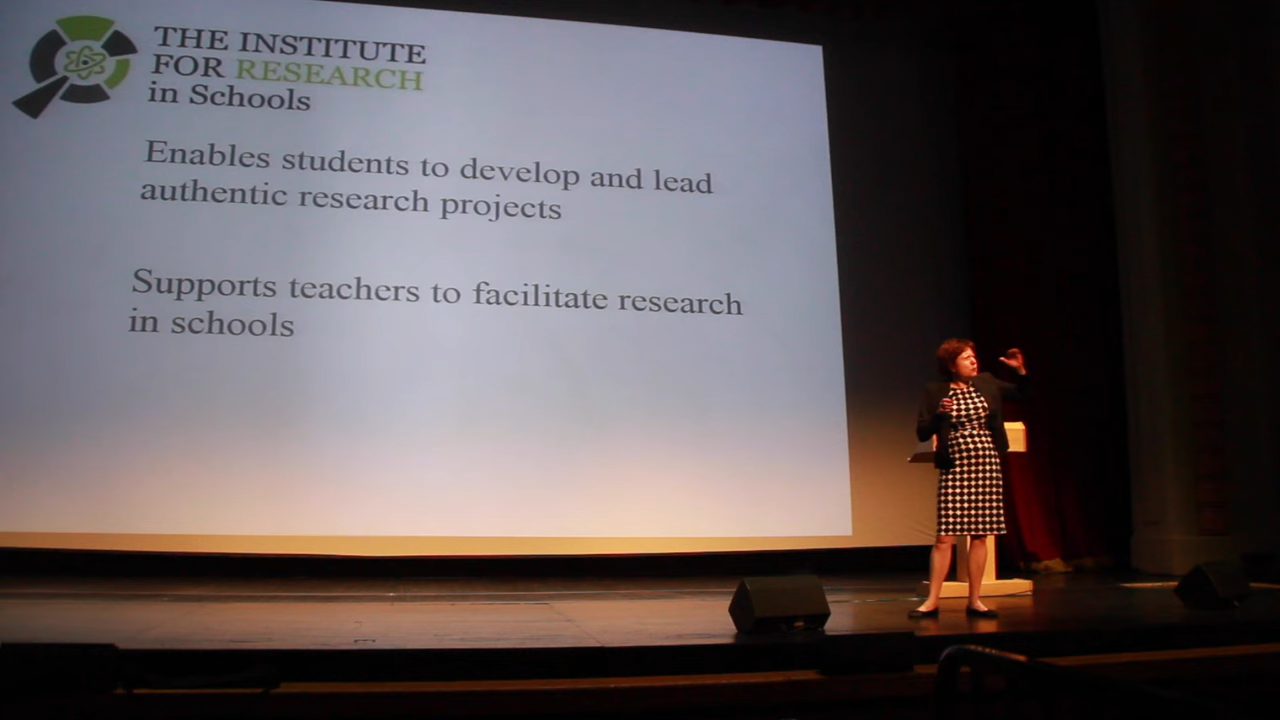 THE INSTITUTE
FOR RESEARCH
in Schools
Enables students to develop and lead
authentic research projects
Supports teachers to facilitate research
in schools